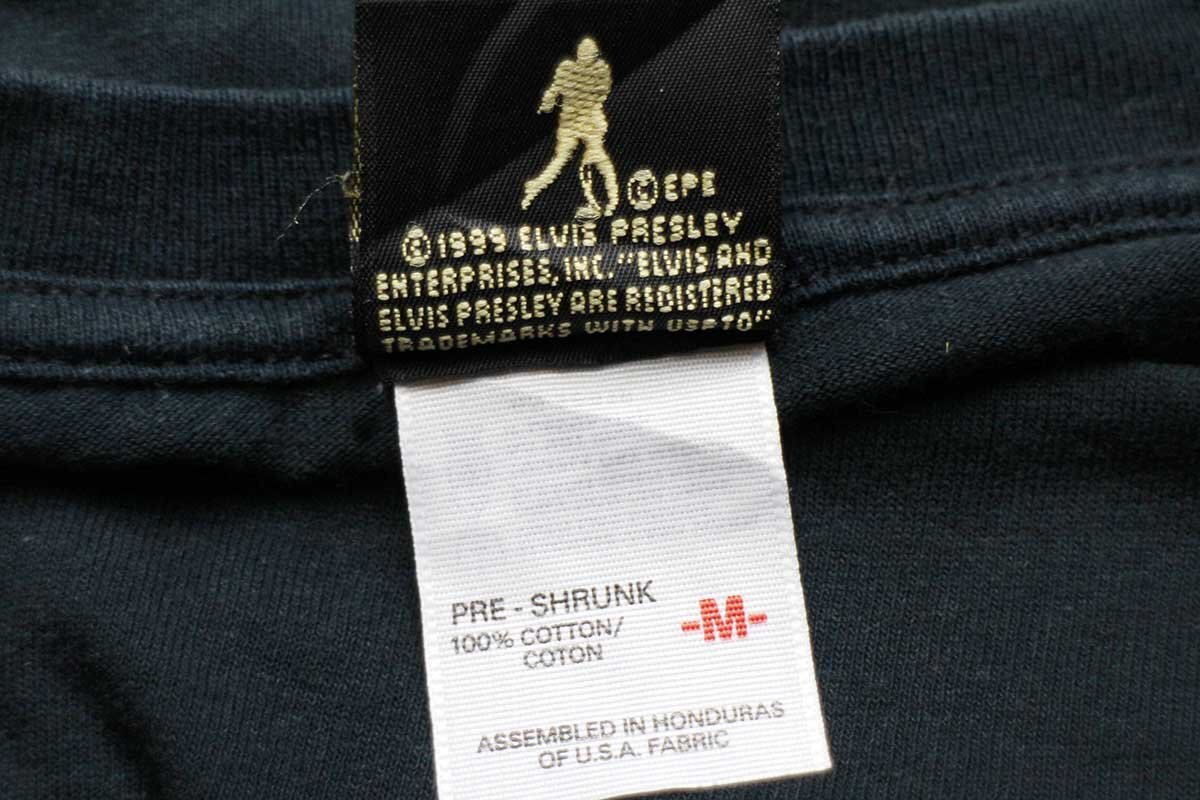 © EPE
© 1999 ELVIS PRESLEY
ENTERPRISES, INC. "ELVIS AND
ELVIS PRESLEY ARE REGISTERED
TRADEMARKS WITH USPTO"
PRE - SHRUNK
100% COTTON/
COTON
-M-
ASSEMBLED IN HONDURAS
OF U.S.A. FABRIC